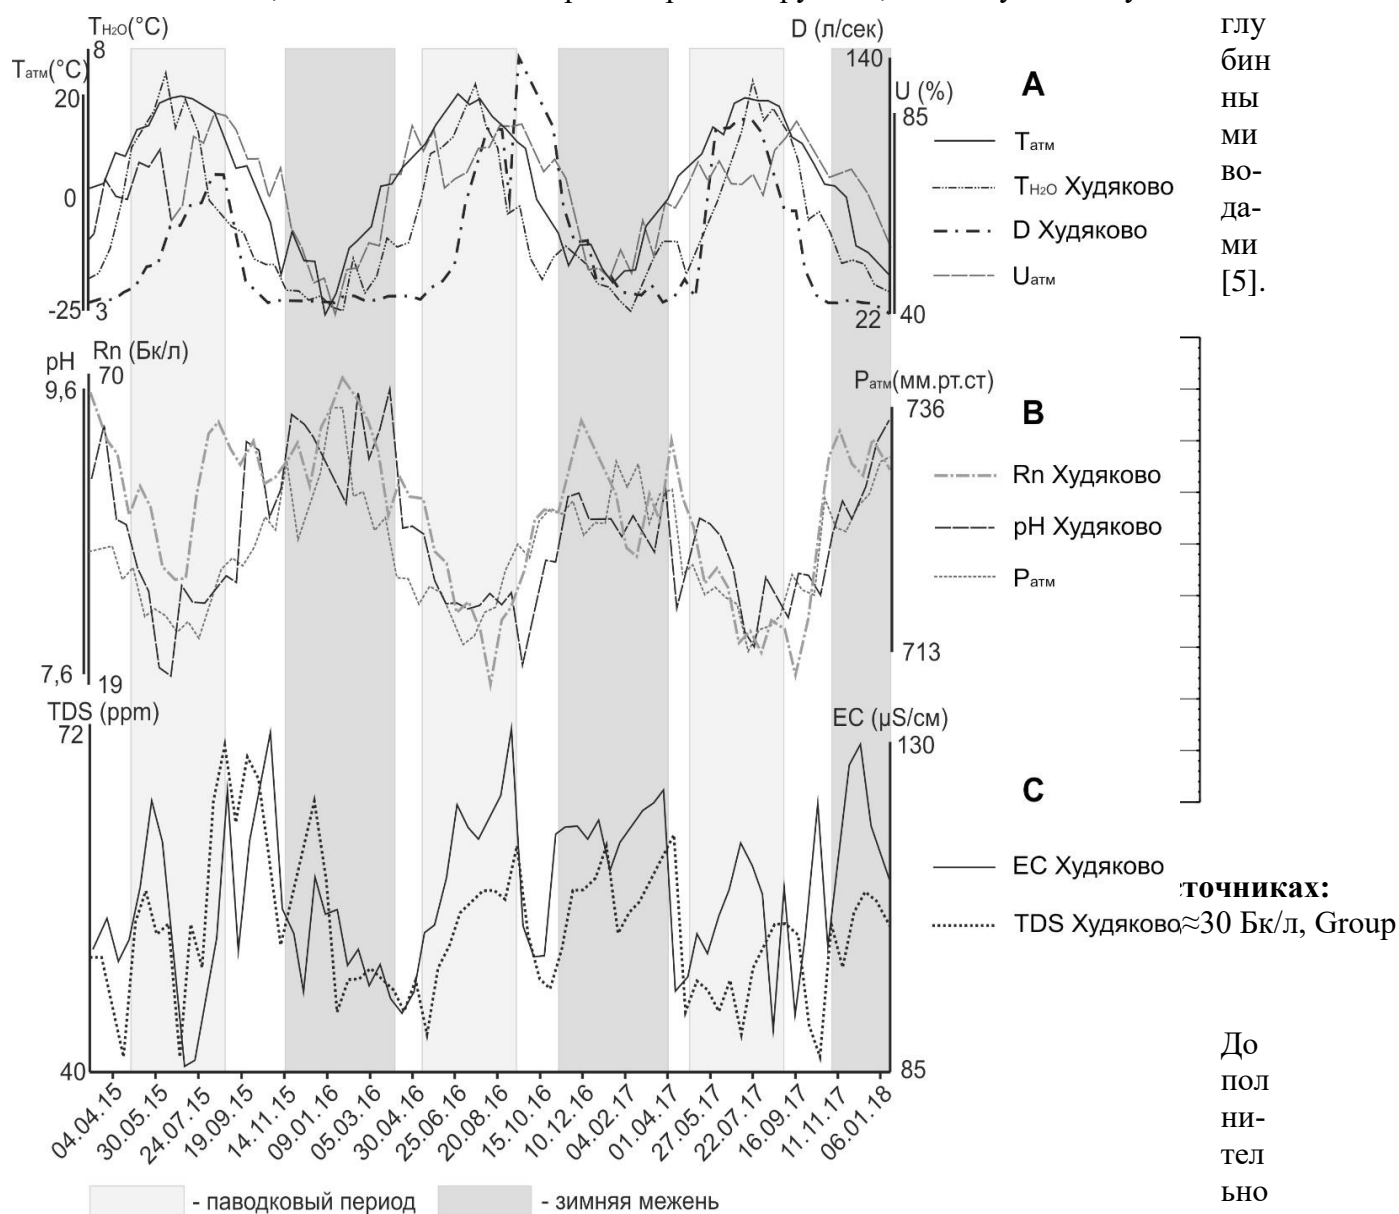 T H2O (°C)
D (л/сек)
глу
8
140
бин
Tатм(°C)
U (%)
A
ны
20
85
ми
Tатм
во-
0
TH2O Худяково
да-
D Худяково
ми
Uатм
[5].
-25
3
22
40
pH
Rn (Бк/л)
9,6
70
Pатм(мм.рт.ст)
736
B
Rn Худяково
pH Худяково
Pатм
7,6
19
713
TDS (ppm)
EC (µS/см)
72
130
C
EC Худяково
точниках:
TDS Худяково
≈30 Бк/л, Group
40
85
До
04.04.15
30.05.15
24.07.15
19.09.15
14.11.15
09.01.16
05.03.16
30.04.16
25.06.16
20.08.16
15.10.16
10.12.16
04.02.17
01.04.17
27.05.17
22.07.17
16.09.17
11.11.17
06.01.18
пол
ни-
тел
ьно
- паводковый период
- зимняя межень